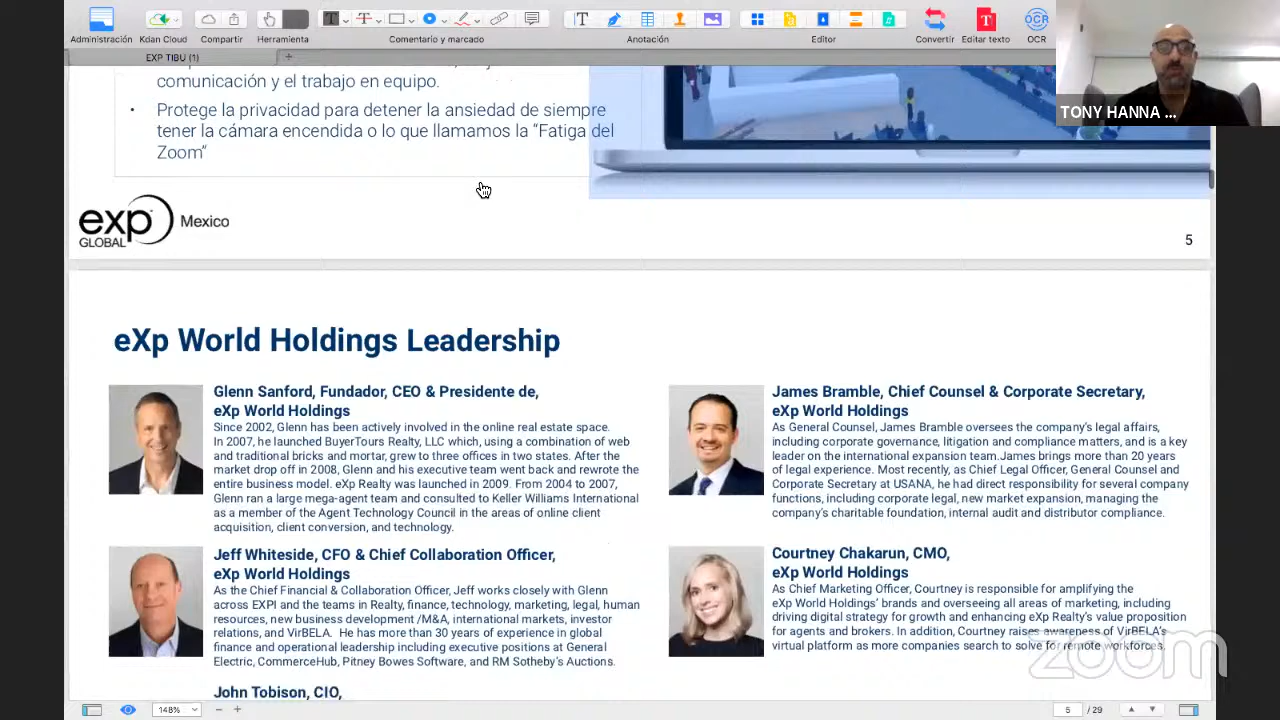 Administración
Kdan Cloud
Compartir
Herramienta
Comentario y marcado
Anotación
Editor
Convertir
Editar texto
OCR
OCR
T
T
T
T
EXP TIBU (1)
TONY HANNA ...
comunicación y el trabajo en equipo.
• Protege la privacidad para detener la ansiedad de siempre
tener la cámara encendida o lo que llamamos la “Fatiga del
Zoom“
exp
GLOBAL
Mexico
5
eXp World Holdings Leadership
Glenn Sanford, Fundador, CEO & Presidente de,
eXp World Holdings
Since 2002, Glenn has been actively involved in the online real estate space.
In 2007, he launched BuyerTours Realty, LLC which, using a combination of web
and traditional bricks and mortar, grew to three offices in two states. After the
market drop off in 2008, Glenn and his executive team went back and rewrote the
entire business model. eXp Realty was launched in 2009. From 2004 to 2007,
Glenn ran a large mega-agent team and consulted to Keller Williams International
as a member of the Agent Technology Council in the areas of online client
acquisition, client conversion, and technology.
James Bramble, Chief Counsel & Corporate Secretary,
eXp World Holdings
As General Counsel, James Bramble oversees the company's legal affairs,
including corporate governance, litigation and compliance matters, and is a key
leader on the international expansion team.James brings more than 20 years
of legal experience. Most recently, as Chief Legal Officer, General Counsel and
Corporate Secretary at USANA, he had direct responsibility for several company
functions, including corporate legal, new market expansion, managing the
company's charitable foundation, internal audit and distributor compliance.
Jeff Whiteside, CFO & Chief Collaboration Officer,
eXp World Holdings
As the Chief Financial & Collaboration Officer, Jeff works closely with Glenn
across EXPI and the teams in Realty, finance, technology, marketing, legal, human
resources, new business development /M&A, international markets, investor
relations, and VirBELA. He has more than 30 years of experience in global
finance and operational leadership including executive positions at General
Electric, CommerceHub, Pitney Bowes Software, and RM Sotheby's Auctions.
Courtney Chakarun, CMO,
eXp World Holdings
As Chief Marketing Officer, Courtney is responsible for amplifying the
eXp World Holdings' brands and overseeing all areas of marketing, including
driving digital strategy for growth and enhancing eXp Realty's value proposition
for agents and brokers. In addition, Courtney raises awareness of VirBELA's
virtual platform as more companies search to solve for remote workforces.
John Tobison, CIO,
zoom
148%
5 / 29